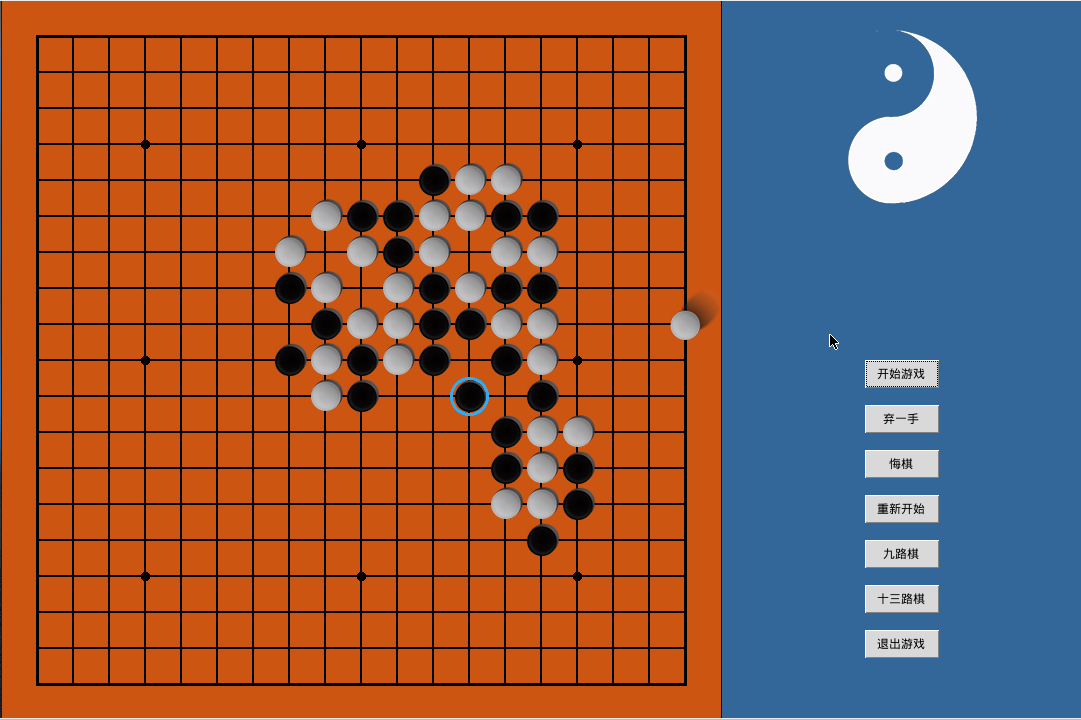 开始游戏
弃一手
悔棋
重新开始
九路棋
十三路棋
退出游戏